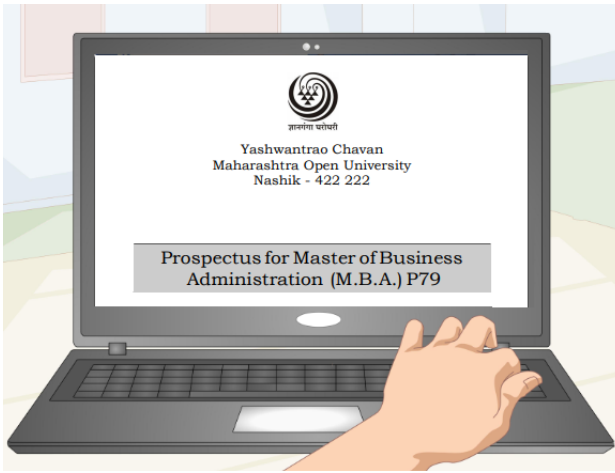 ज्ञानगंगा घरोघरी
Yashwantrao Chavan
Maharashtra Open University
Nashik - 422 222
Prospectus for Master of Business
Administration (M.B.A.) P79